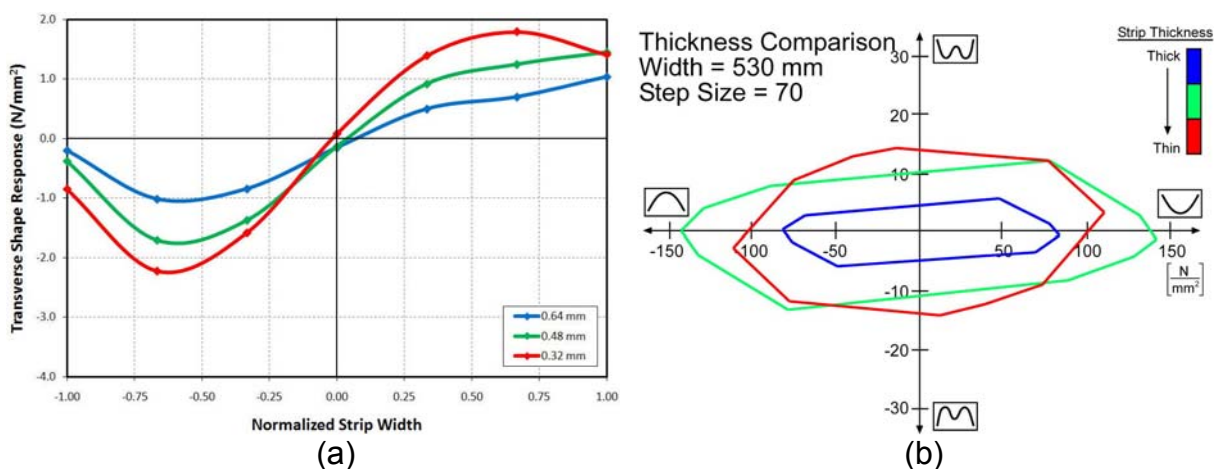 2.0
1.0
0.0
-1.0
-2.0
-3.0
-4.0
-1.00 -0.75 -0.50 -0.25 0.00 0.25 0.50 0.75 1.00
Transverse Shape Response (N/mm²)
Normalized Strip Width
0.64 mm
0.48 mm
0.32 mm
(a)
Thickness Comparison
Width = 530 mm
Step Size = 70
Strip Thickness
Thick
Thin
30
20
10
-10
-20
-30
-150 -100 -50 50 100 150
N
mm²
(b)